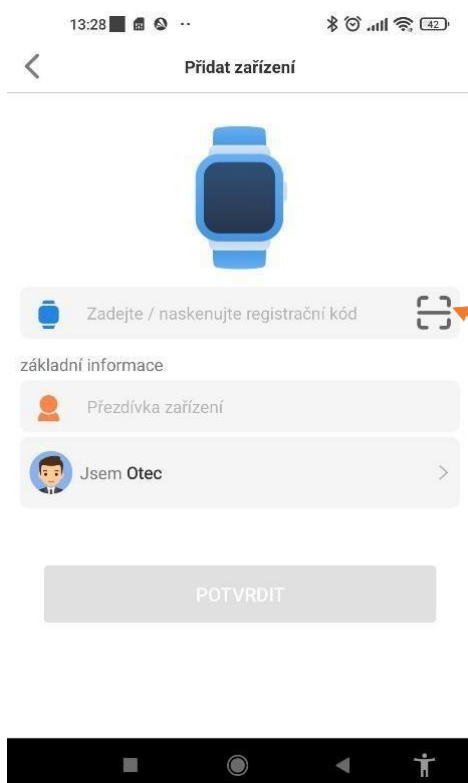 13:28
42
Přidat zařízení
Zadejte / naskenujte registrační kód
základní informace
Přezdívka zařízení
Jsem Otec
POTVRDIT